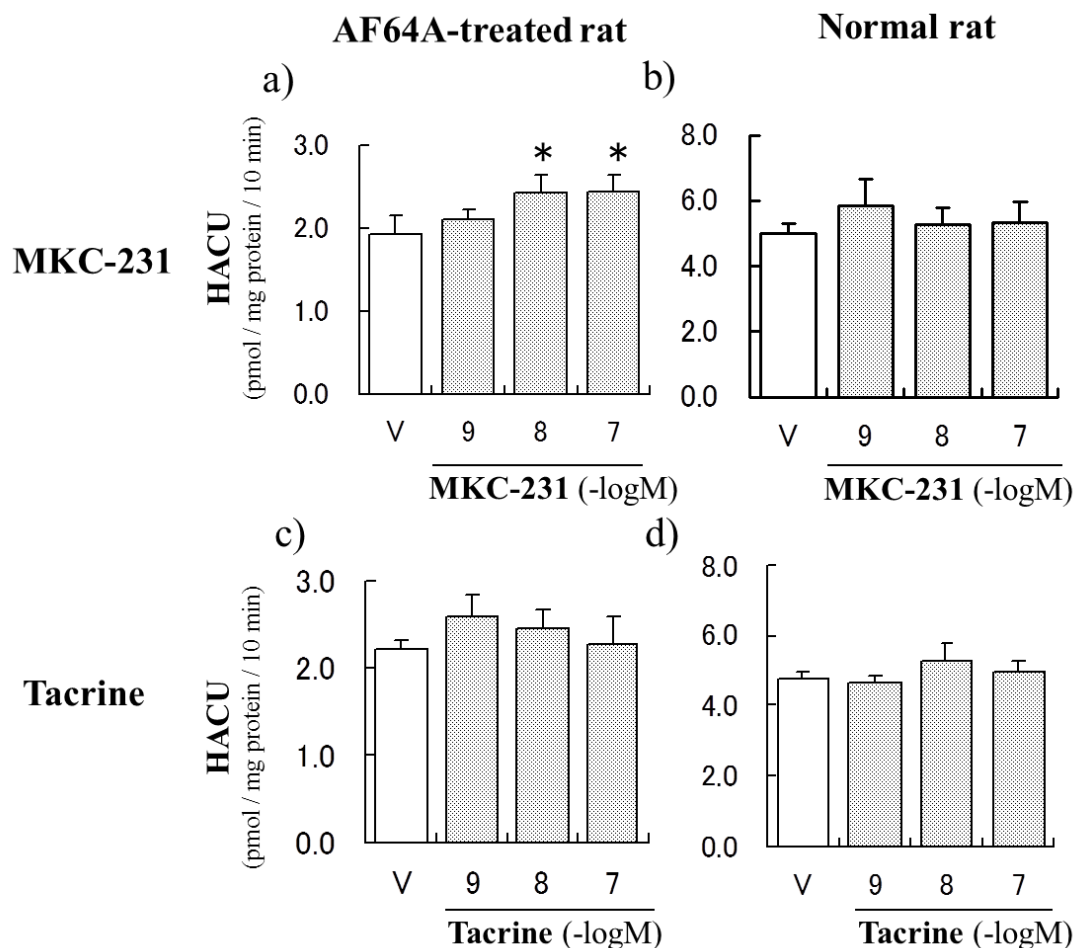 AF64A-treated rat
Normal rat
a)
b)
MKC-231
HACU
(pmol / mg protein / 10 min)
3.0
2.0
1.0
0.0
* *
V 9 8 7
MKC-231 (-logM)
8.0
6.0
4.0
2.0
0.0
V 9 8 7
MKC-231 (-logM)
c)
d)
Tacrine
HACU
(pmol / mg protein / 10 min)
3.0
2.0
1.0
0.0
V 9 8 7
Tacrine (-logM)
8.0
6.0
4.0
2.0
0.0
V 9 8 7
Tacrine (-logM)